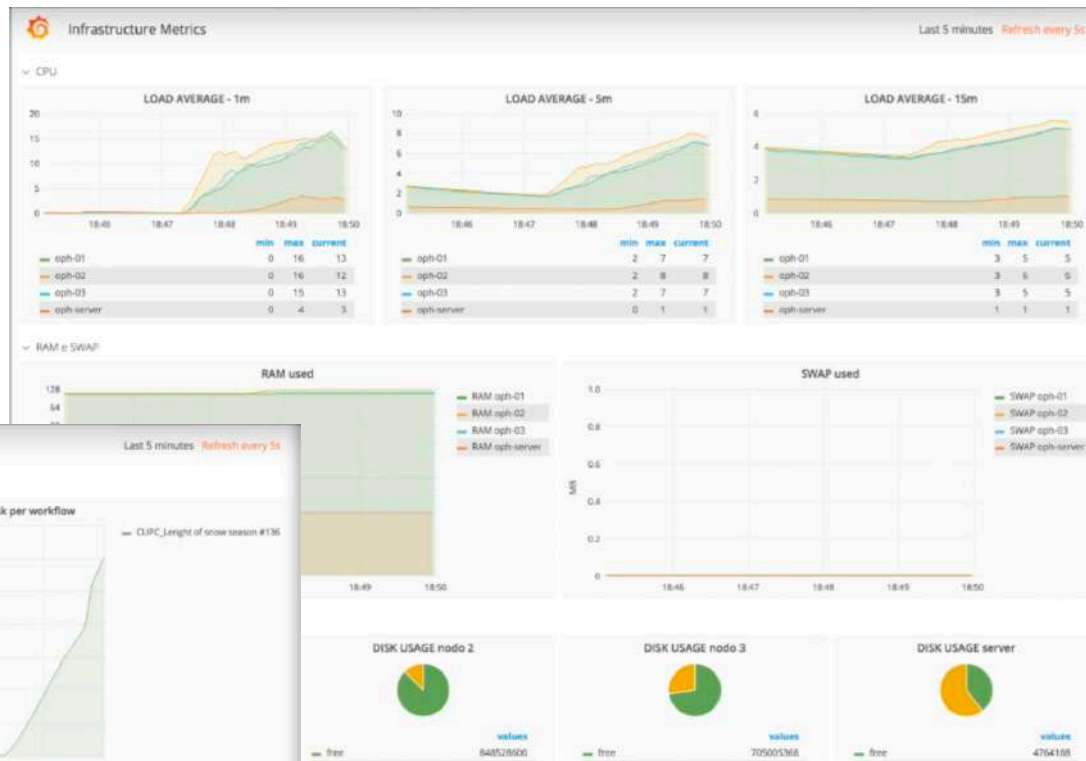 Infrastructure Metrics
Last 5 minutes Refresh every 5s
CPU
LOAD AVERAGE - 1m
20
15
10
5
0
18:46 18:47 18:48 18:49 18:50
min max current
oph-01 0 16 13
oph-02 0 16 12
oph-03 0 15 13
oph-server 0 4 3
LOAD AVERAGE - 5m
10
8
6
4
2
0
18:46 18:47 18:48 18:49 18:50
min max current
oph-01 2 7 7
oph-02 2 8 8
oph-03 2 7 7
oph-server 0 1 1
LOAD AVERAGE - 15m
6
4
2
0
18:46 18:47 18:48 18:49 18:50
min max current
oph-01 3 5 5
oph-02 3 6 5
oph-03 3 5 5
oph-server 1 1 1
RAM e SWAP
RAM used
128
64
18:49 18:50
RAM oph-01
RAM oph-02
RAM oph-03
RAM oph-server
SWAP used
MB
1.0
0.8
0.6
0.4
0.2
0
18:46 18:47 18:48 18:49 18:50
SWAP oph-01
SWAP oph-02
SWAP oph-03
SWAP oph-server
Last 5 minutes Refresh every 5s
per workflow
CLIPC_Lenght of snow season #136
DISK USAGE nodo 2
values
free 848528600
DISK USAGE nodo 3
values
free 705005368
DISK USAGE server
values
free 4764188